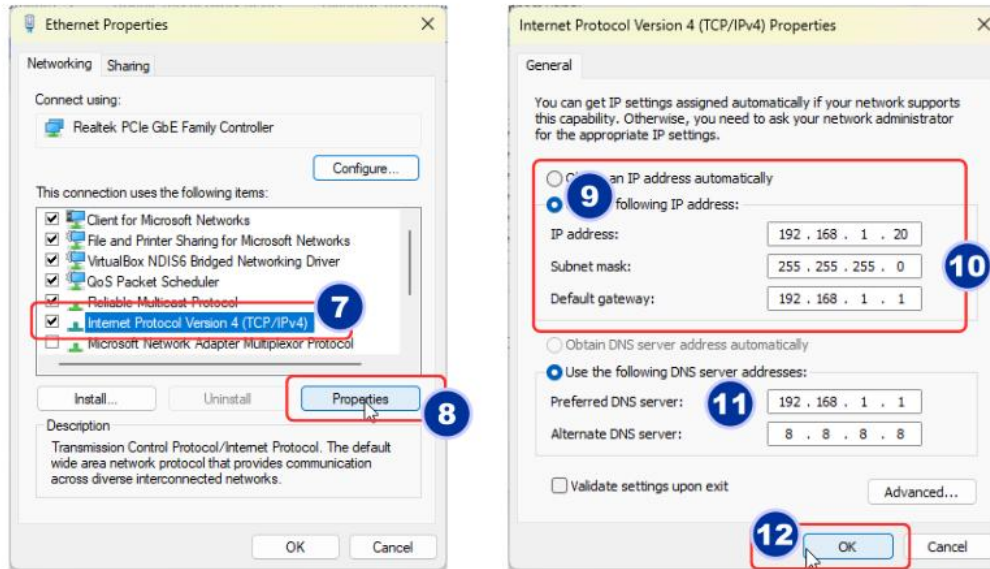 Ethernet Properties
Networking Sharing
Connect using:
Realtek PCIe GbE Family Controller
Configure...
This connection uses the following items:
Client for Microsoft Networks
File and Printer Sharing for Microsoft Networks
VirtualBox NDIS6 Bridged Networking Driver
QoS Packet Scheduler
Reliable Multicast Protocol
7
Internet Protocol Version 4 (TCP/IPv4)
Microsoft Network Adapter Multiplexor Protocol
Install... Uninstall Properties
8
Description
Transmission Control Protocol/Internet Protocol. The default
wide area network protocol that provides communication
across diverse interconnected networks.
OK Cancel
Internet Protocol Version 4 (TCP/IPv4) Properties
General
You can get IP settings assigned automatically if your network supports
this capability. Otherwise, you need to ask your network administrator
for the appropriate IP settings.
an IP address automatically
9
following IP address:
IP address: 192 . 168 . 1 . 20
Subnet mask: 255 . 255 . 255 . 0
10
Default gateway: 192 . 168 . 1 . 1
Obtain DNS server address automatically
Use the following DNS server addresses:
Preferred DNS server: 192 . 168 . 1 . 1
11
Alternate DNS server: 8 . 8 . 8 . 8
Validate settings upon exit
Advanced...
12
OK Cancel